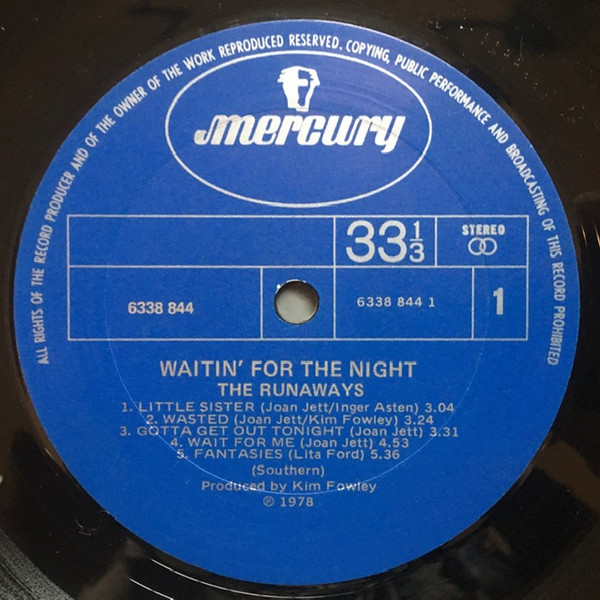 ALL RIGHTS OF THE RECORD PRODUCER AND OF THE OWNER OF THE WORK REPRODUCED RESERVED. COPYING, PUBLIC PERFORMANCE AND BROADCASTING OF THIS RECORD PROHIBITED
mercury
33 1/3
STEREO
6338 844
6338 844 1
1
WAITIN' FOR THE NIGHT
THE RUNAWAYS
1. LITTLE SISTER (Joan Jett/Inger Asten) 3.04
2. WASTED (Joan Jett/Kim Fowley) 3.24
3. GOTTA GET OUT TONIGHT (Joan Jett) 3.31
4. WAIT FOR ME (Joan Jett) 4.53
5. FANTASIES (Lita Ford) 5.36
(Southern)
Produced by Kim Fowley
℗ 1978